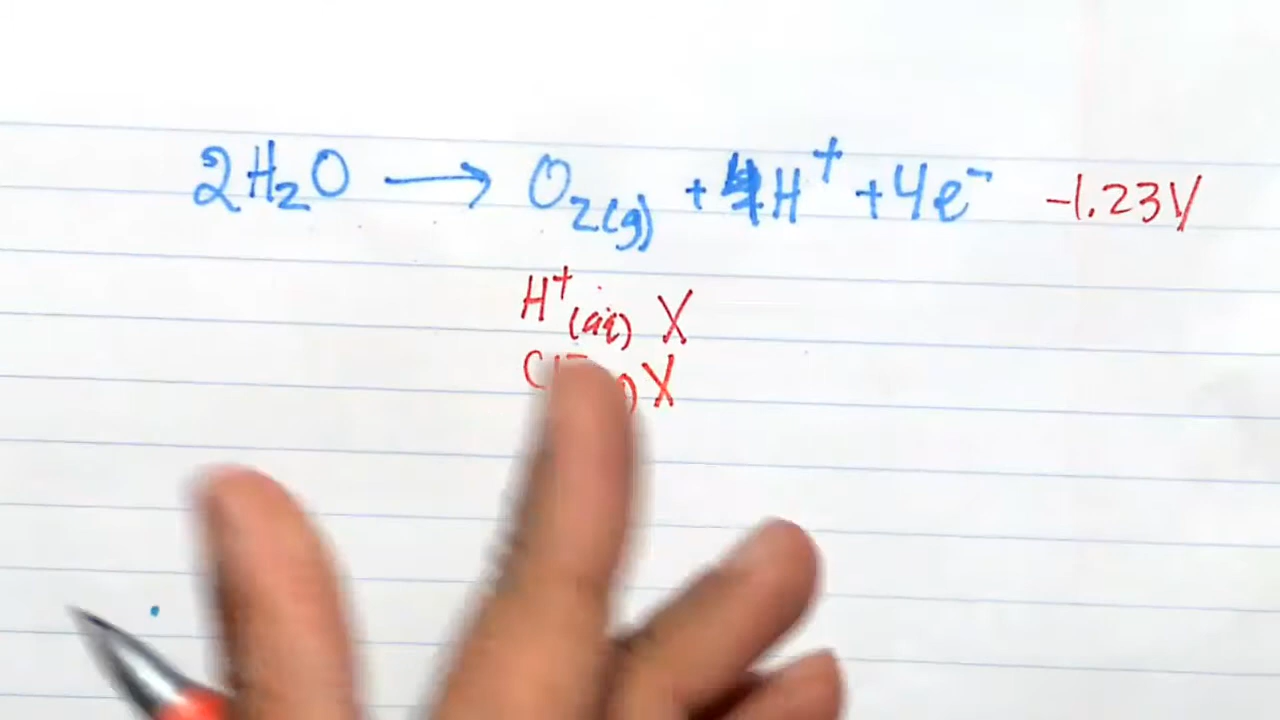 2H₂O → O₂(g) + 4H⁺ + 4e⁻ -1.23V
H⁺(aq) X
X